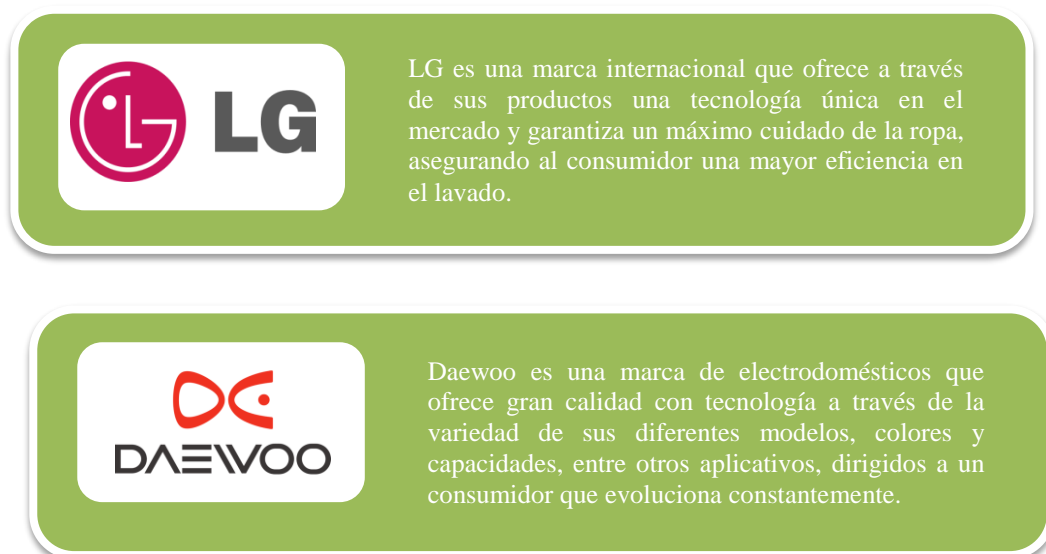 LG
LG es una marca internacional que ofrece a través
de sus productos una tecnología única en el
mercado y garantiza un máximo cuidado de la ropa,
asegurando al consumidor una mayor eficiencia en
el lavado.
DAEWOO
Daewoo es una marca de electrodomésticos que
ofrece gran calidad con tecnología a través de la
variedad de sus diferentes modelos, colores y
capacidades, entre otros aplicativos, dirigidos a un
consumidor que evoluciona constantemente.